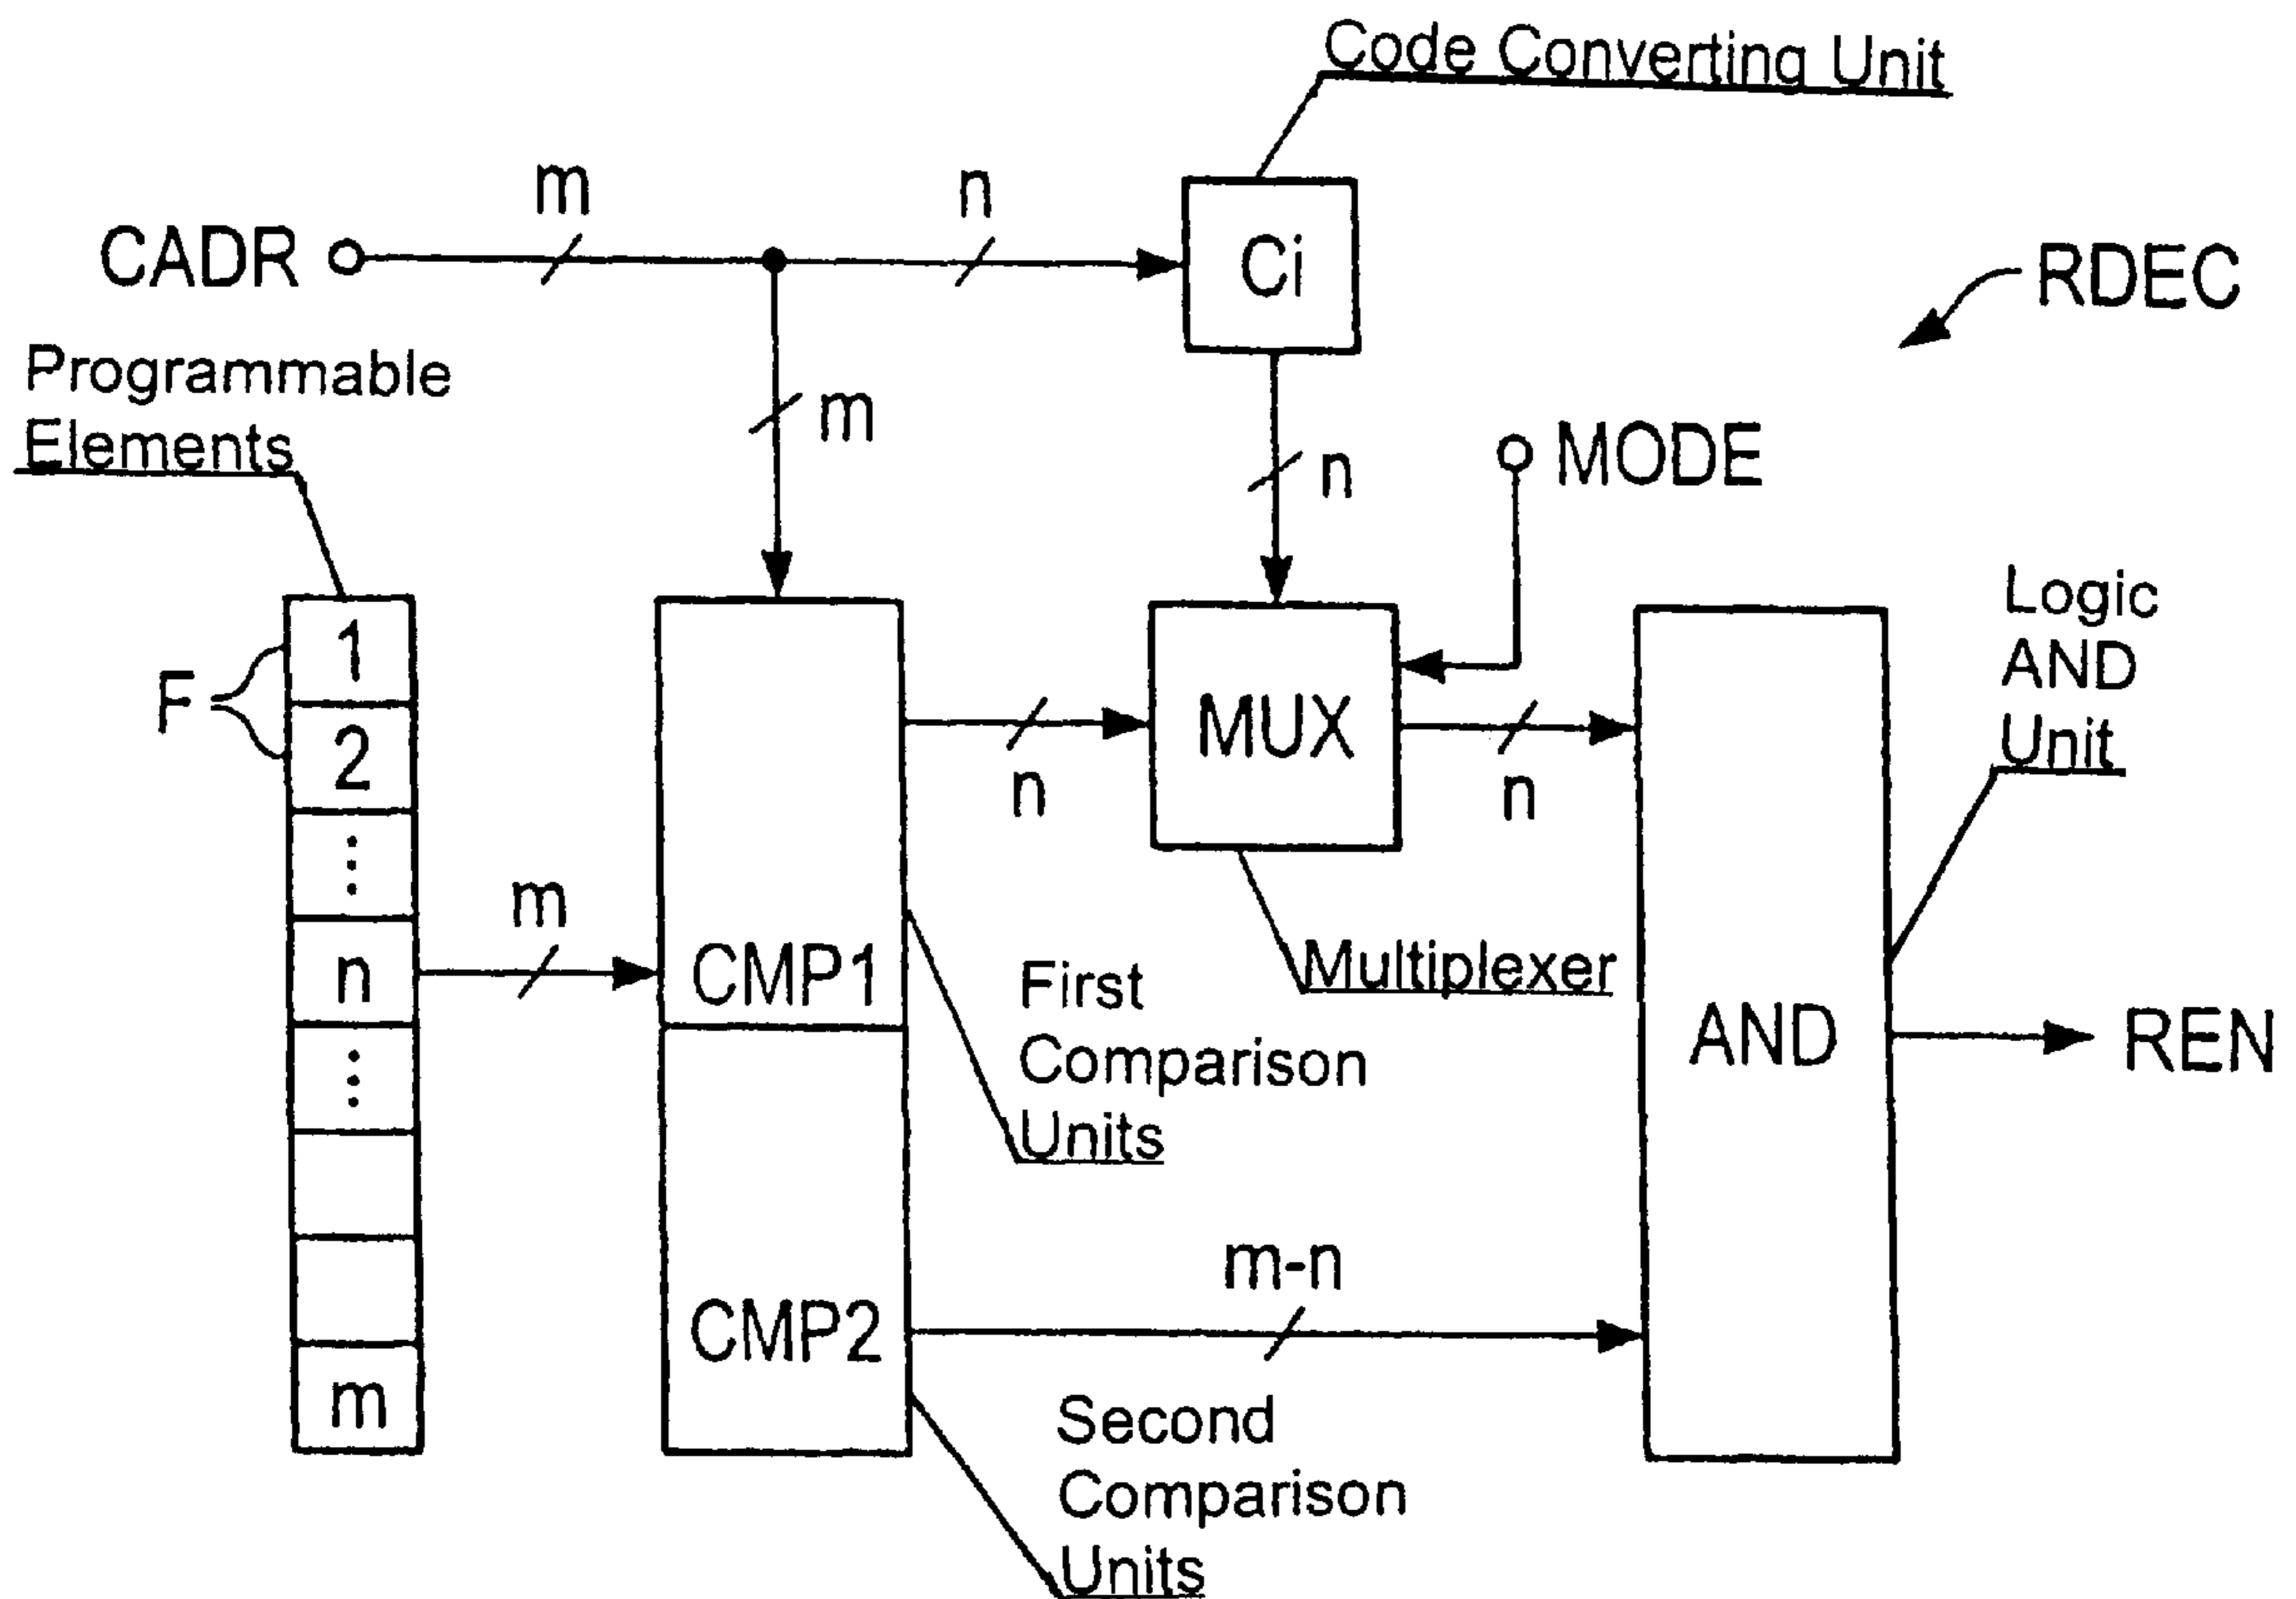 Code Converting Unit
m
n
CADR
Ci
RDEC
Programmable
Elements
m
n
MODE
Logic
AND
Unit
1
F
2
⋮
n
⋮
m
m
CMP1
CMP2
n
MUX
n
Multiplexer
First
Comparison
Units
AND
REN
m-n
Second
Comparison
Units